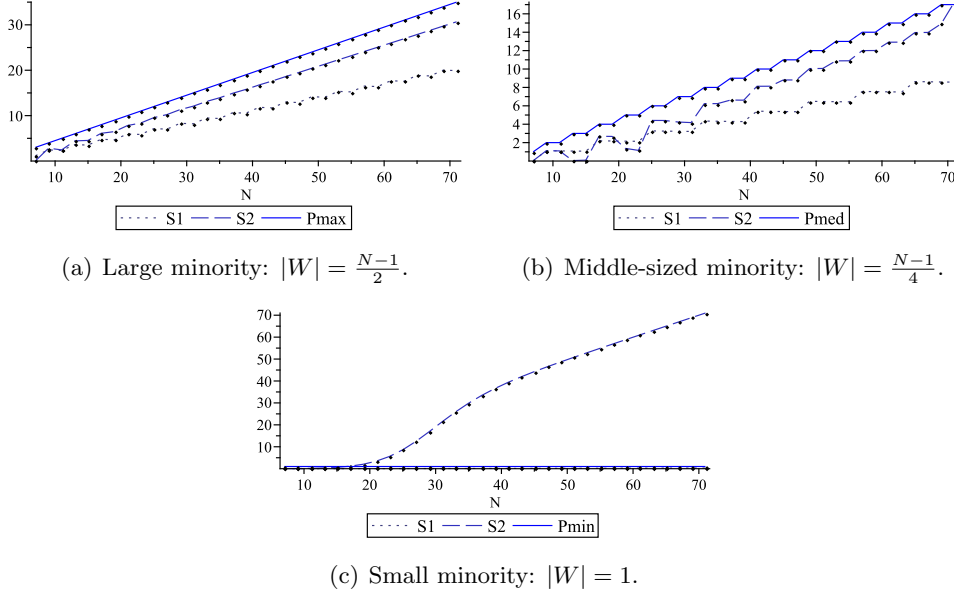 30
20
10
10 20 30 40 50 60 70
N
S1 S2 Pmax
(a) Large minority: |W| = \frac{N-1}{2}.
16
14
12
10
8
6
4
2
10 20 30 40 50 60 70
N
S1 S2 Pmed
(b) Middle-sized minority: |W| = \frac{N-1}{4}.
70
60
50
40
30
20
10
10 20 30 40 50 60 70
N
S1 S2 Pmin
(c) Small minority: |W| = 1.